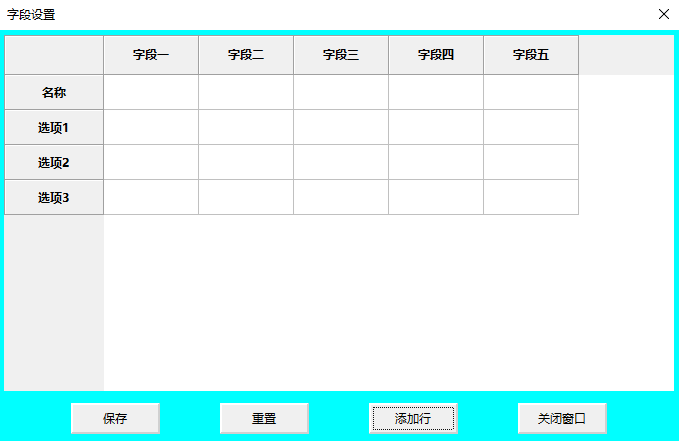 字段设置
字段一 字段二 字段三 字段四 字段五
名称
选项1
选项2
选项3
保存 重置 添加行 关闭窗口